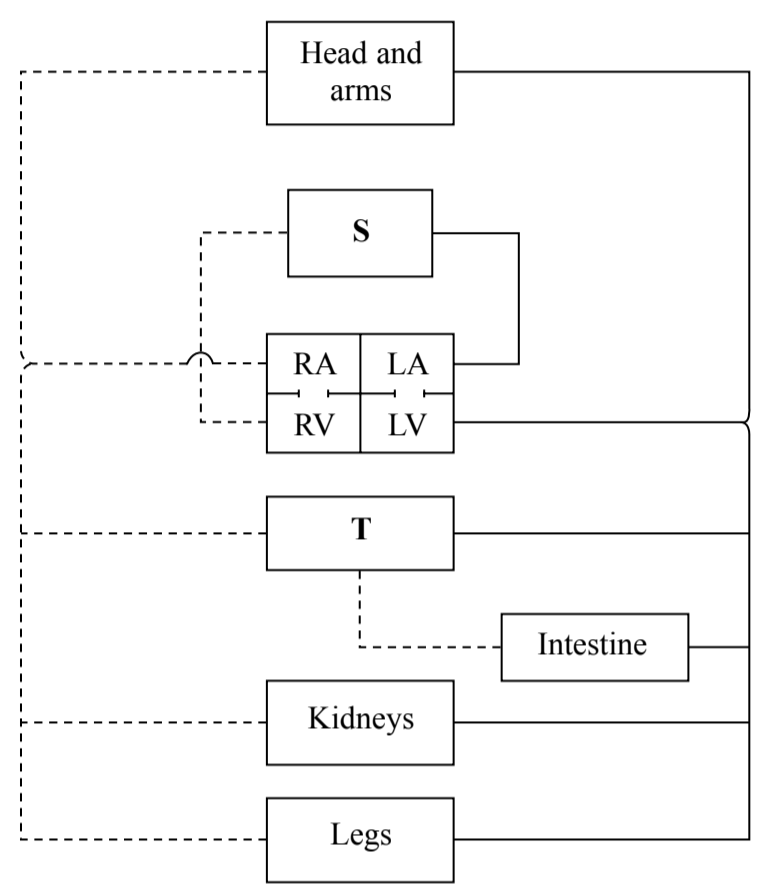 Head and
arms
S
RA LA
RV LV
T
Intestine
Kidneys
Legs